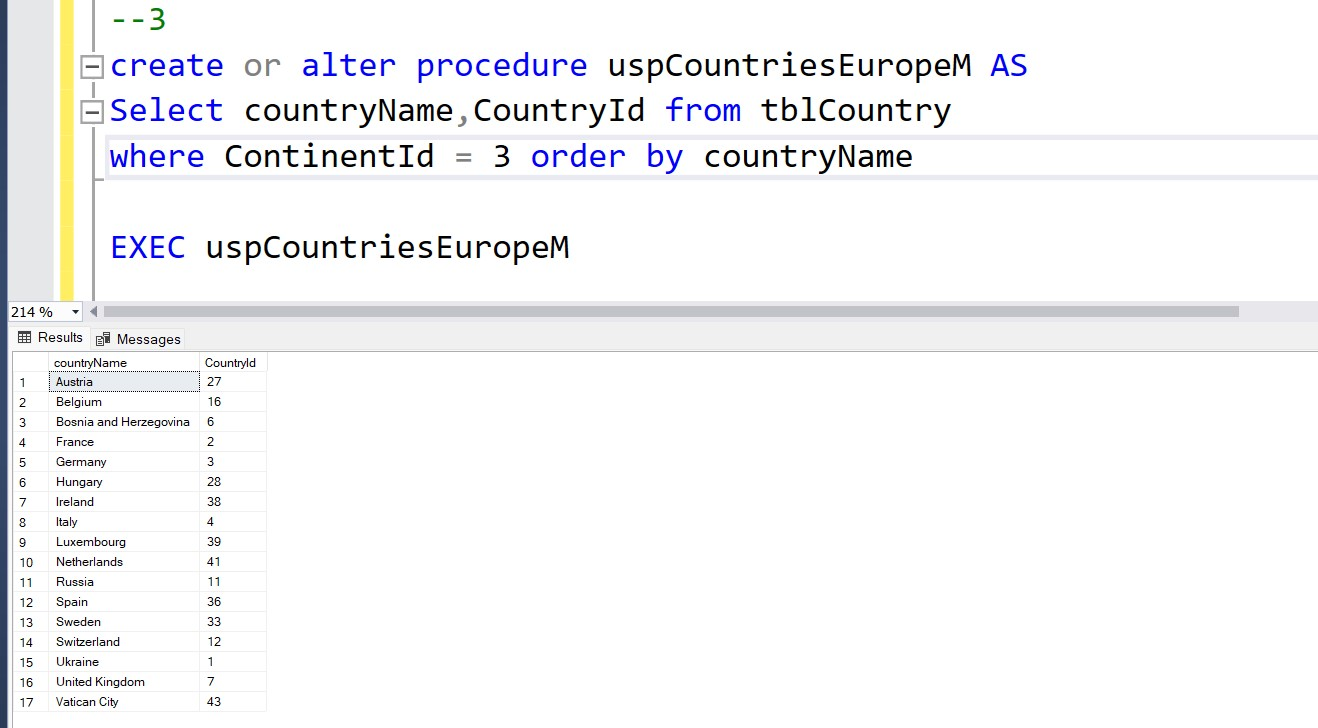 --3
create or alter procedure uspCountriesEuropeM AS
Select countryName,CountryId from tblCountry
where ContinentId = 3 order by countryName
EXEC uspCountriesEuropeM
214 %
Results Messages
countryName CountryId
1 Austria 27
2 Belgium 16
3 Bosnia and Herzegovina 6
4 France 2
5 Germany 3
6 Hungary 28
7 Ireland 38
8 Italy 4
9 Luxembourg 39
10 Netherlands 41
11 Russia 11
12 Spain 36
13 Sweden 33
14 Switzerland 12
15 Ukraine 1
16 United Kingdom 7
17 Vatican City 43